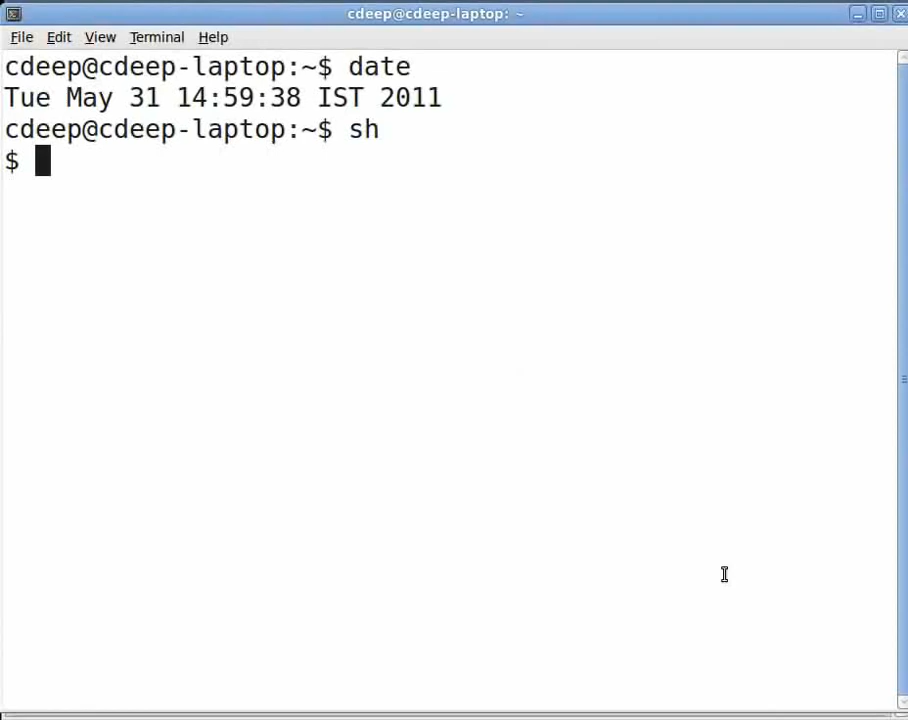 cdeep@cdeep-laptop: ~
File Edit View Terminal Help
cdeep@cdeep-laptop:~$ date
Tue May 31 14:59:38 IST 2011
cdeep@cdeep-laptop:~$ sh
$